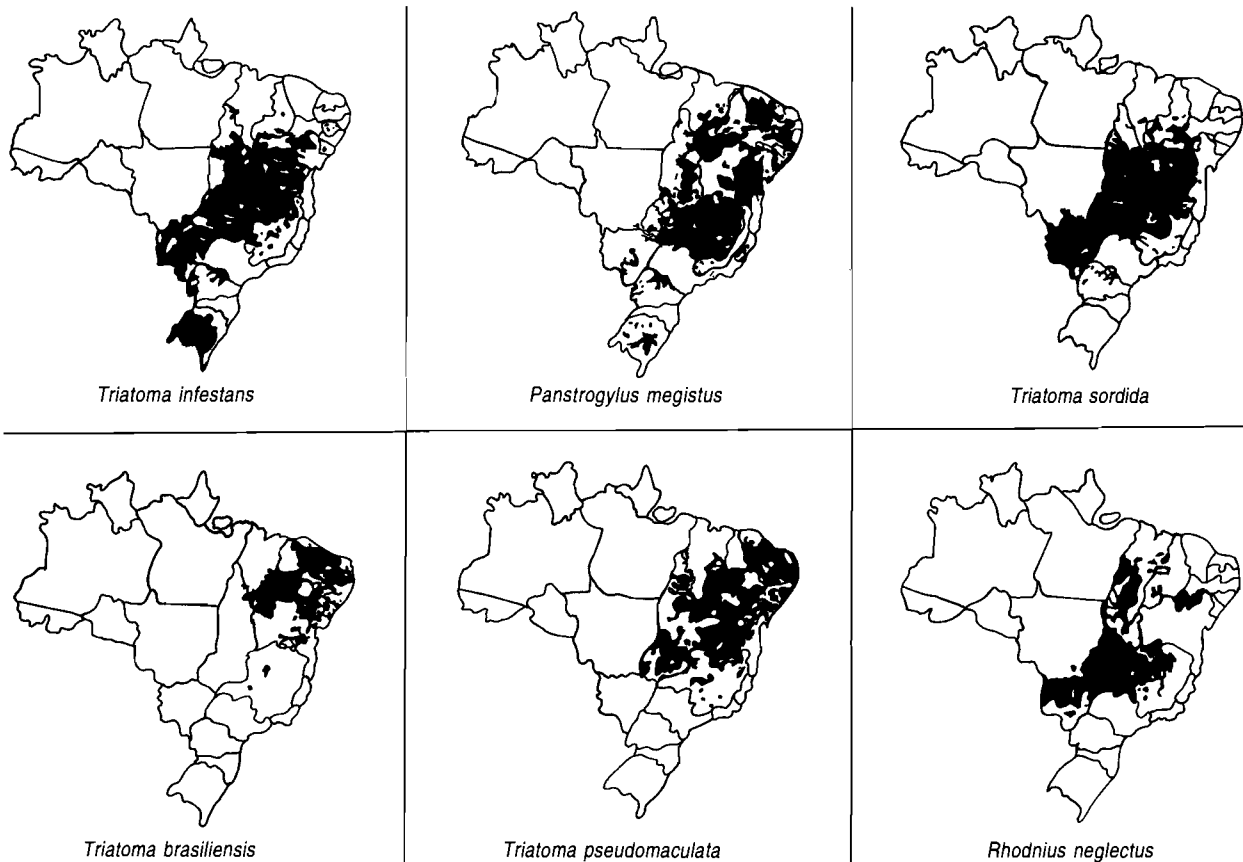 Triatoma infestans
Panstrogylus megistus
Triatoma sordida
Triatoma brasiliensis
Triatoma pseudomaculata
Rhodnius neglectus